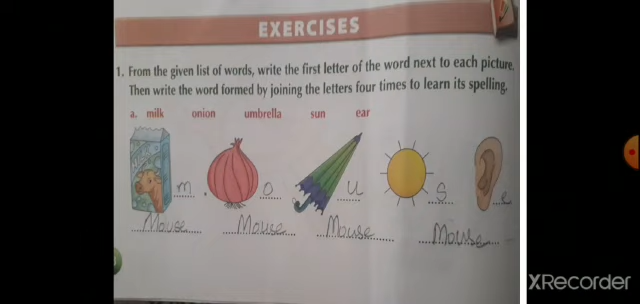 EXERCISES
1. From the given list of words, write the first letter of the word next to each picture.
Then write the word formed by joining the letters four times to learn its spelling.
a. milk onion umbrella sun ear
m o u s e
Mouse Mouse Mouse Mouse
XRecorder